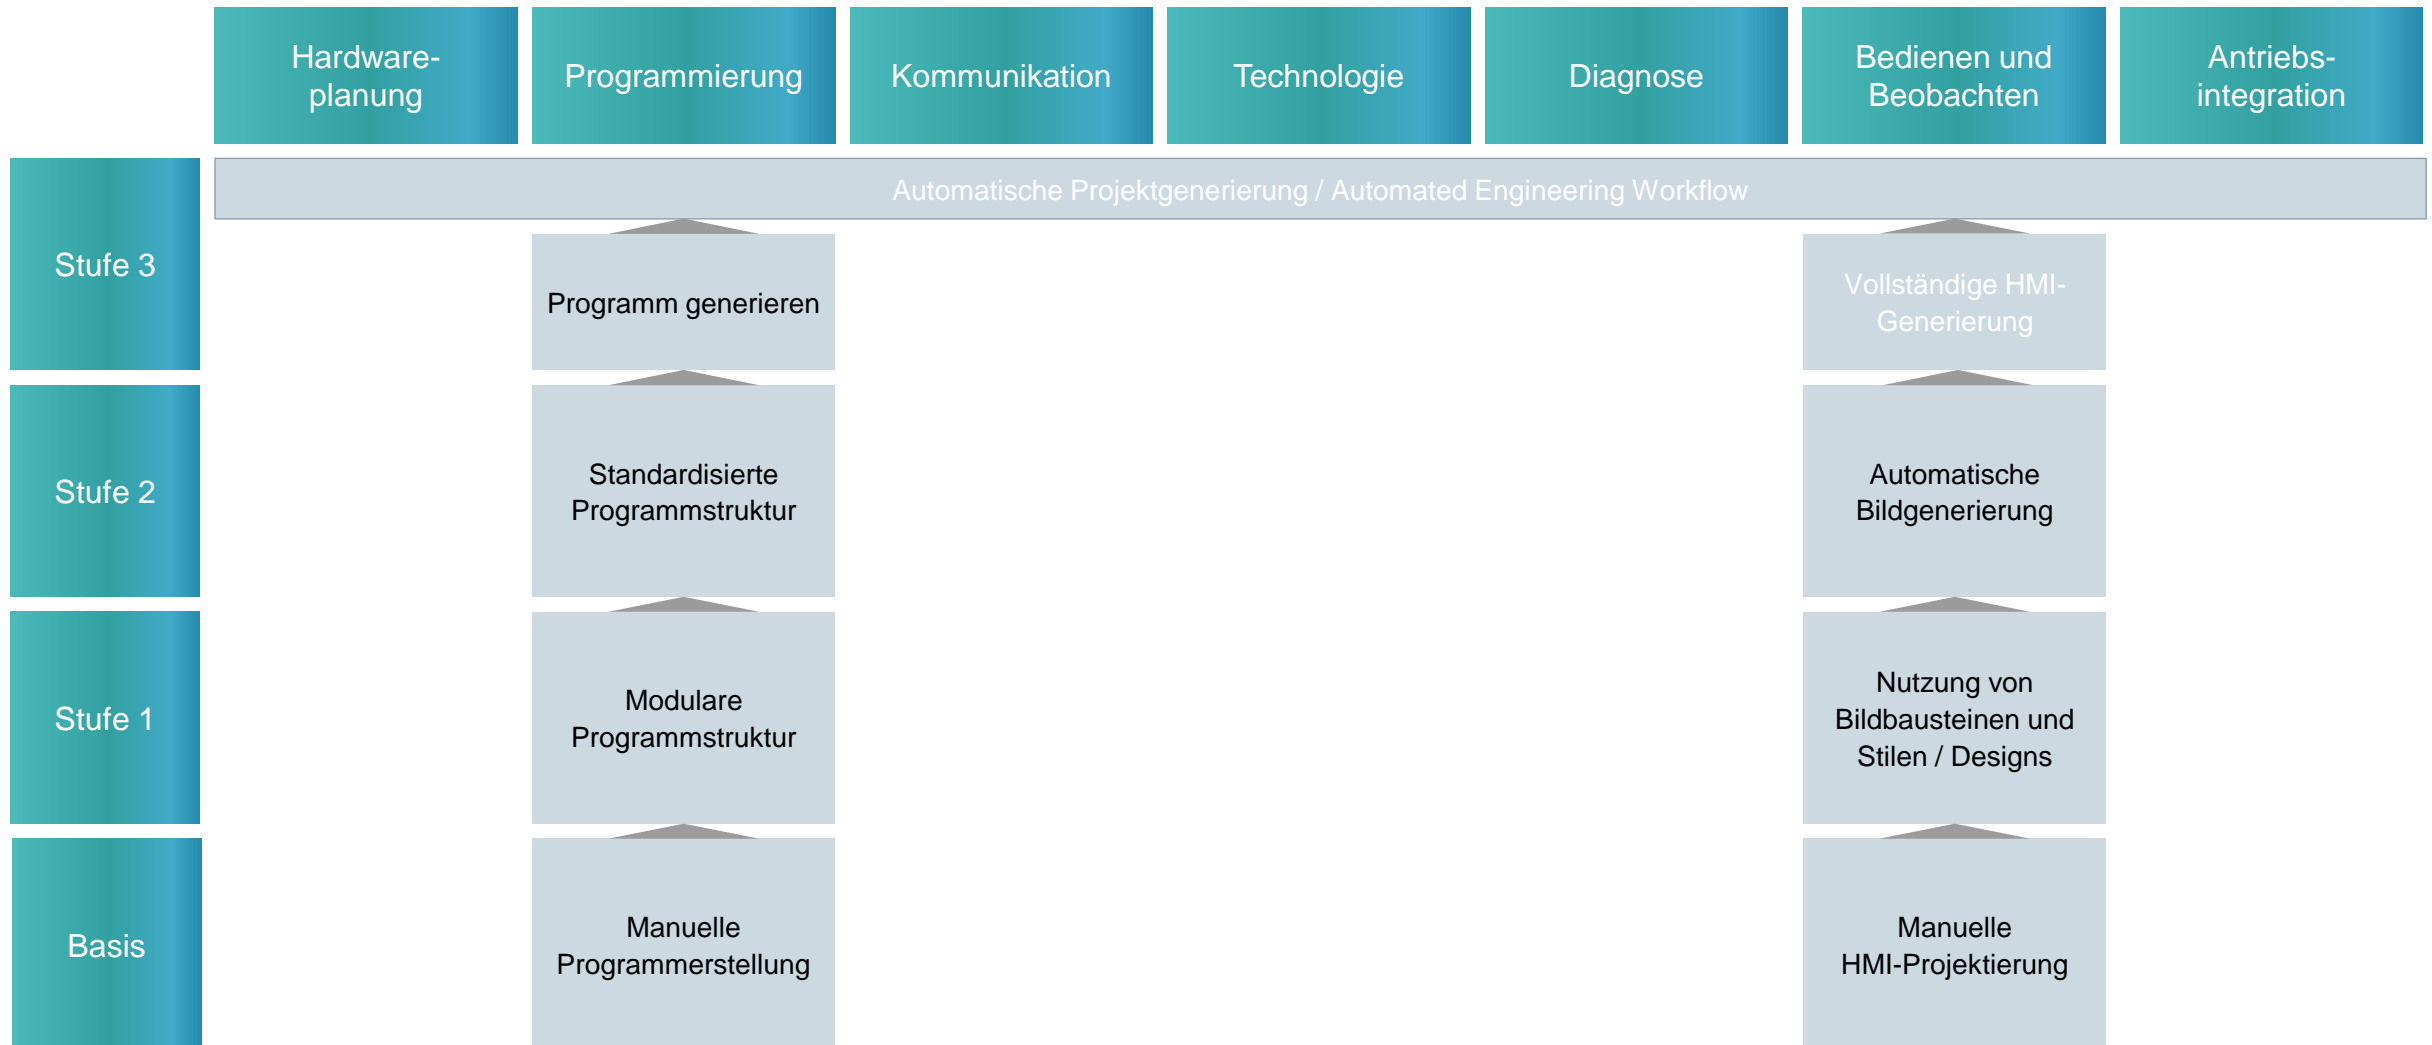 Hardware-
planung
Programmierung
Kommunikation
Technologie
Diagnose
Bedienen und
Beobachten
Antriebs-
integration
Automatische Projektgenerierung / Automated Engineering Workflow
Stufe 3
Programm generieren
Vollständige HMI-
Generierung
Stufe 2
Standardisierte
Programmstruktur
Automatische
Bildgenerierung
Stufe 1
Modulare
Programmstruktur
Nutzung von
Bildbausteinen und
Stilen / Designs
Basis
Manuelle
Programmerstellung
Manuelle
HMI-Projektierung